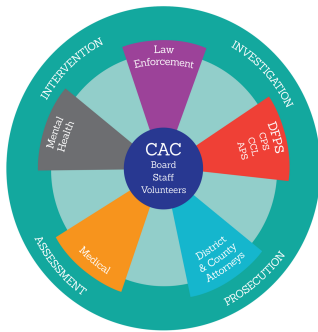 INTERVENTION
INVESTIGATION
Law
Enforcement
Mental
Health
DFPS
CPS
CCL
APS
CAC
Board
Staff
Volunteers
Medical
District
& County
Attorneys
ASSESSMENT
PROSECUTION